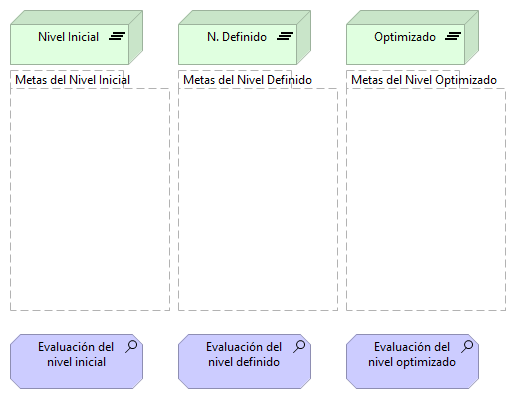 Nivel Inicial
N. Definido
Optimizado
Metas del Nivel Inicial
Metas del Nivel Definido
Metas del Nivel Optimizado
Evaluación del
nivel inicial
Evaluación del
nivel definido
Evaluación del
nivel optimizado